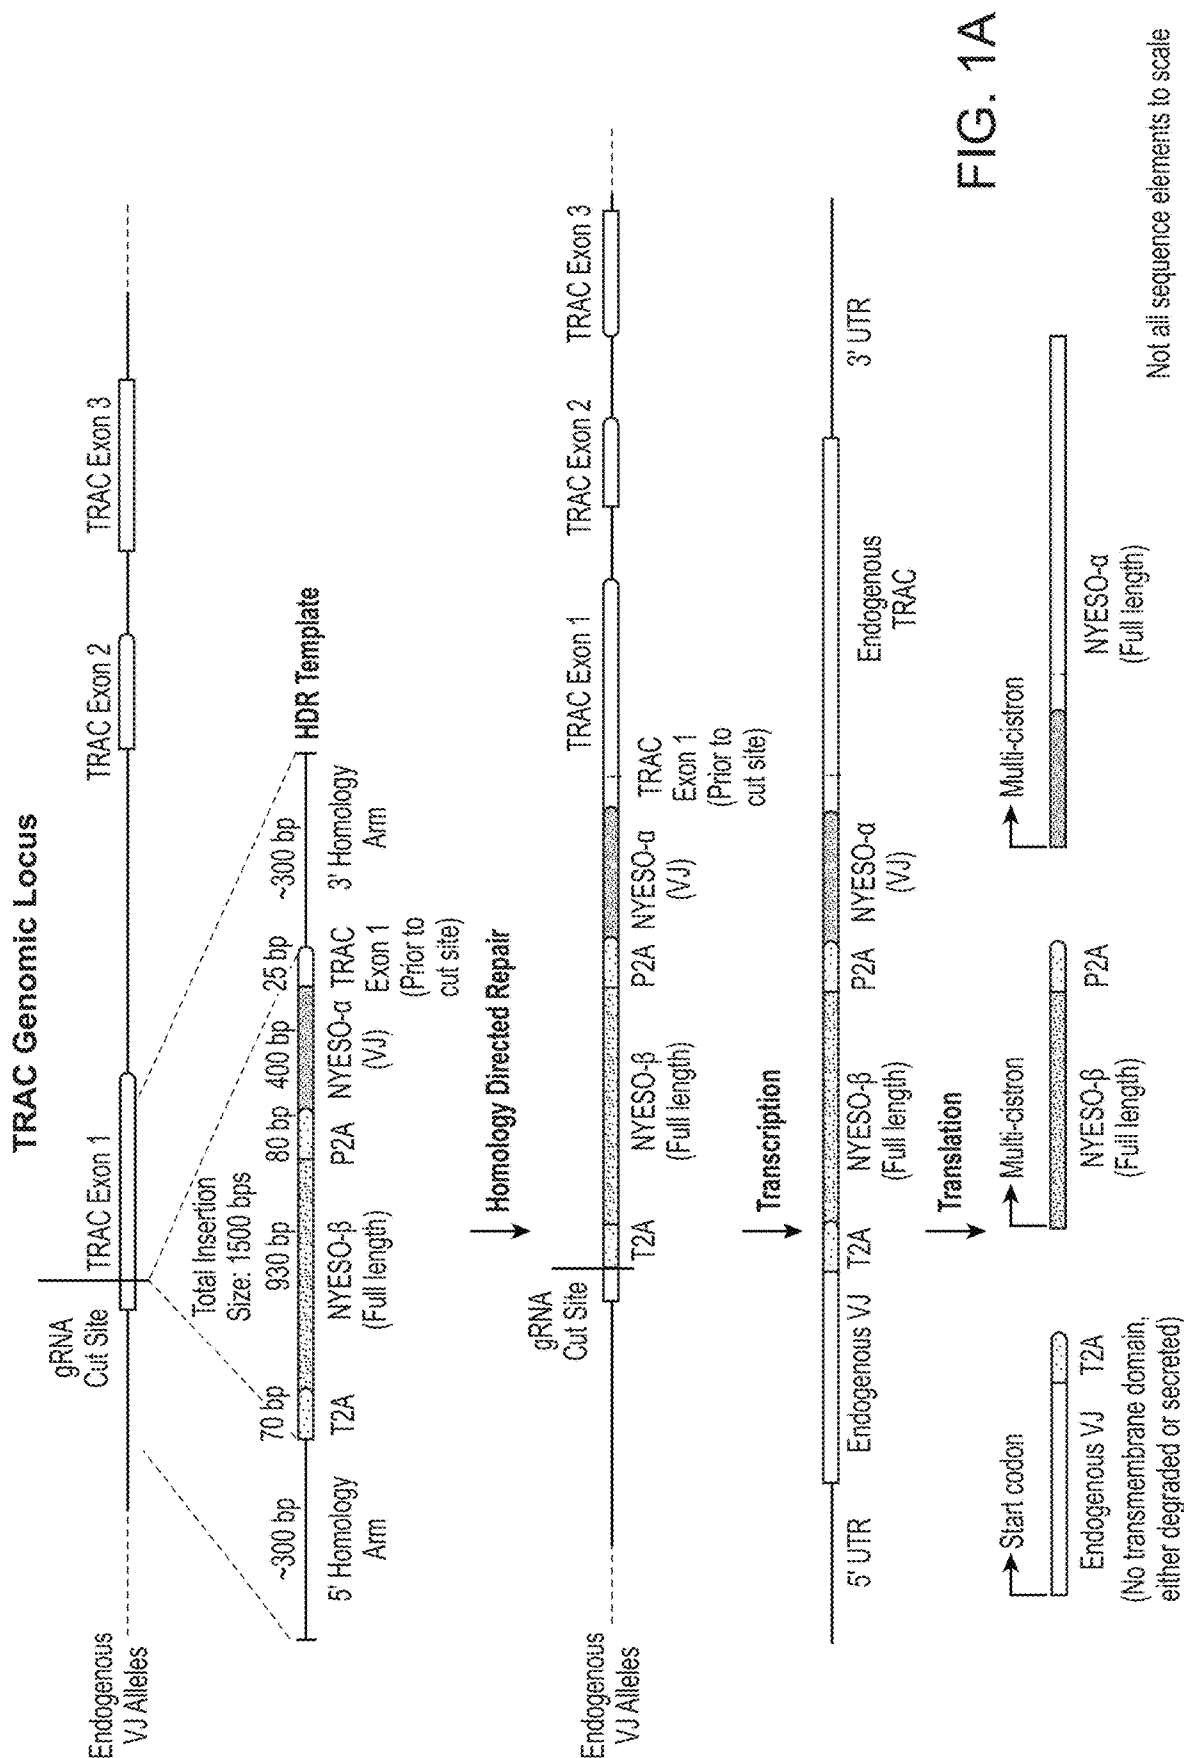 TRAC Genomic Locus
Endogenous
VJ Alleles
gRNA
Cut Site
TRAC Exon 1
TRAC Exon 2
TRAC Exon 3
Total Insertion
Size: 1500 bps
~300 bp
70 bp
930 bp
80 bp
400 bp
25 bp
~300 bp
HDR Template
5' Homology
Arm
T2A
NYESO-β
(Full length)
P2A
NYESO-α
(VJ)
TRAC
Exon 1
(Prior to
cut site)
3' Homology
Arm
Homology Directed Repair
Endogenous
VJ Alleles
gRNA
Cut Site
TRAC Exon 1
TRAC Exon 2
TRAC Exon 3
T2A
NYESO-β
(Full length)
P2A
NYESO-α
(VJ)
TRAC
Exon 1
(Prior to
cut site)
Transcription
5' UTR
Endogenous VJ
T2A
NYESO-β
(Full length)
P2A
NYESO-α
(VJ)
Endogenous
TRAC
3' UTR
Translation
Start codon
Multi-cistron
Multi-cistron
Endogenous VJ
T2A
(No transmembrane domain,
either degraded or secreted)
NYESO-β
(Full length)
P2A
NYESO-α
(Full length)
FIG. 1A
Not all sequence elements to scale